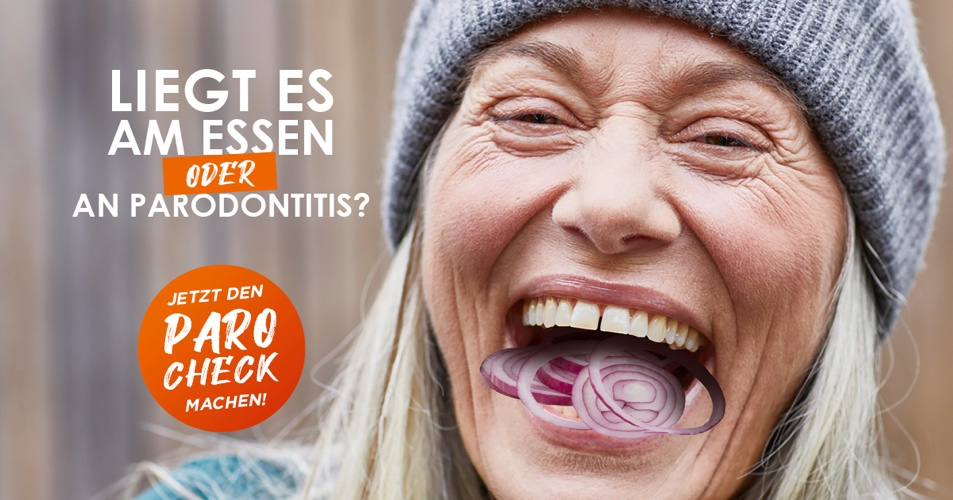 LIEGT ES
AM ESSEN
ODER
AN PARODONTITIS?
JETZT DEN
PARO
CHECK
MACHEN!